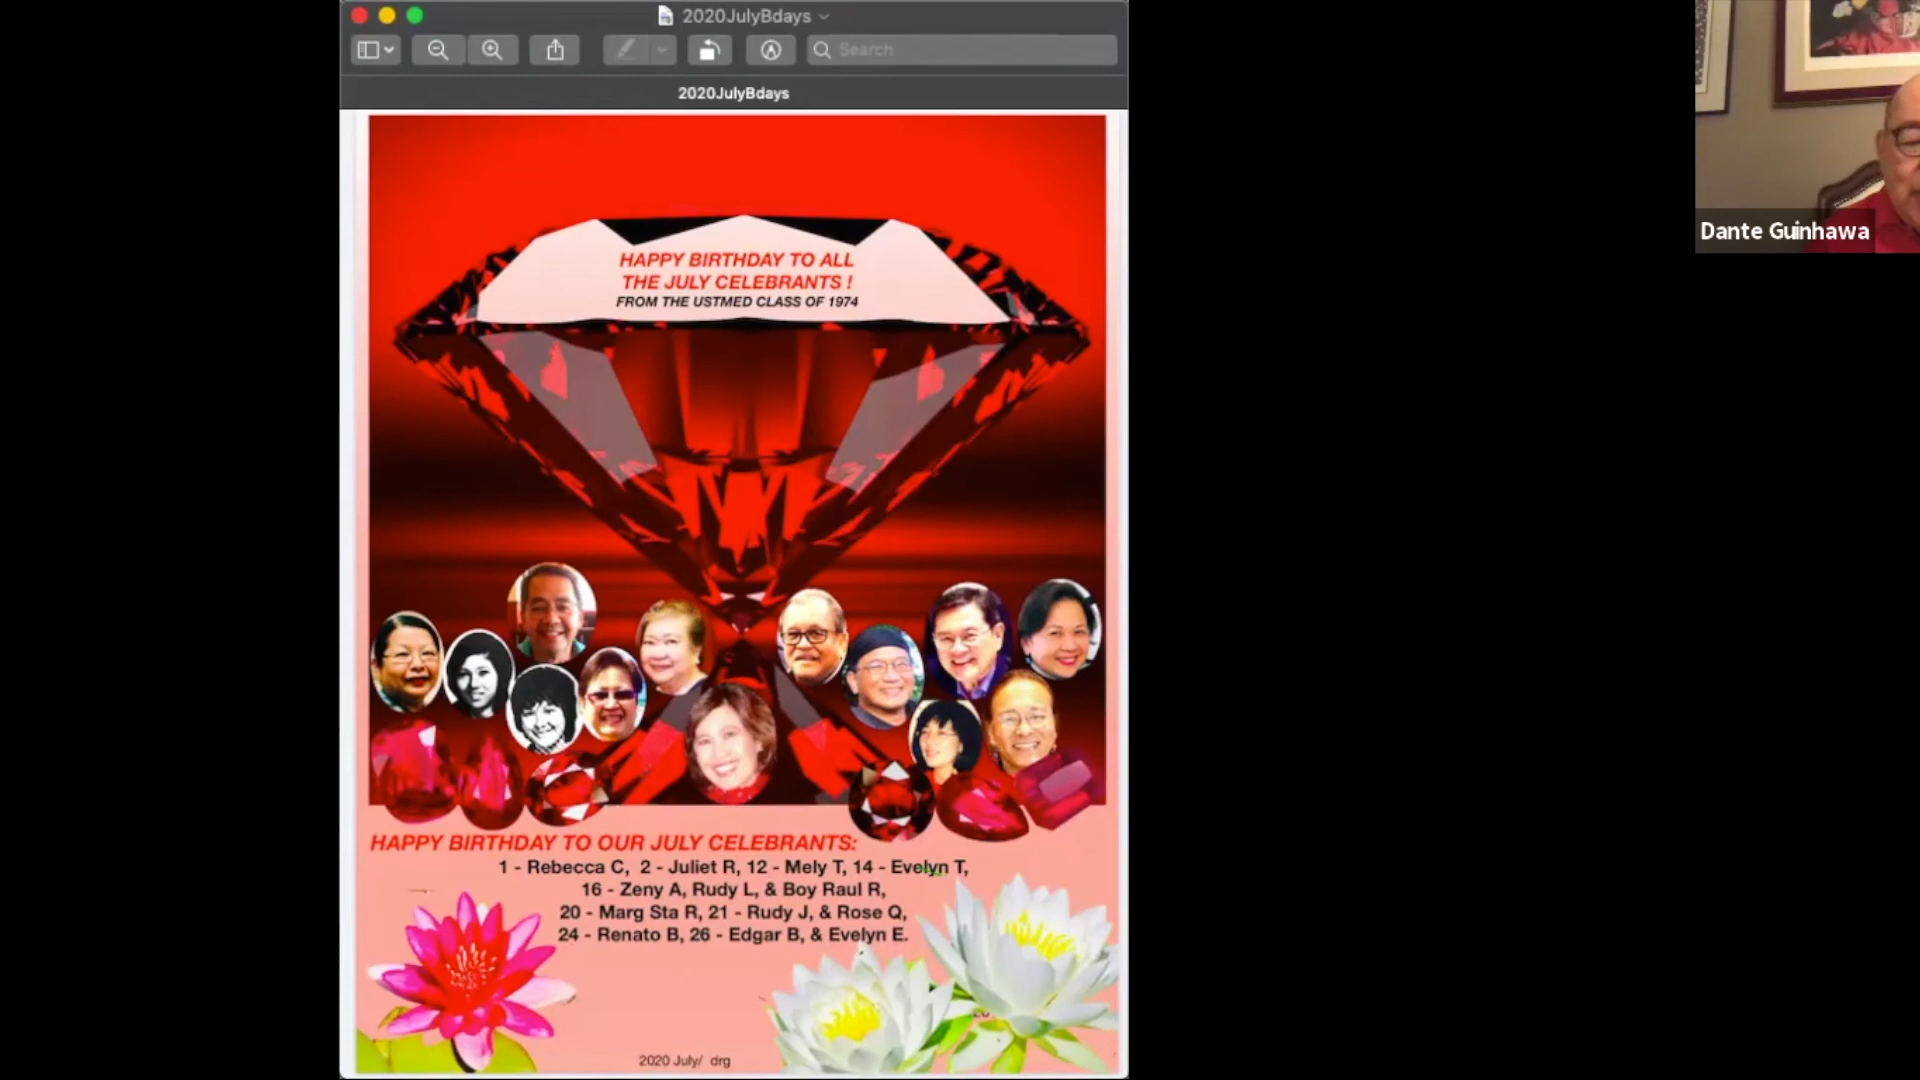 2020JulyBdays
Search
2020JulyBdays
HAPPY BIRTHDAY TO ALL
THE JULY CELEBRANTS !
FROM THE USTMED CLASS OF 1974
HAPPY BIRTHDAY TO OUR JULY CELEBRANTS:
1 - Rebecca C, 2 - Juliet R, 12 - Mely T, 14 - Evelyn T,
16 - Zeny A, Rudy L, & Boy Raul R,
20 - Marg Sta R, 21 - Rudy J, & Rose Q,
24 - Renato B, 26 - Edgar B, & Evelyn E.
2020 July/ drg
Dante Guinhawa